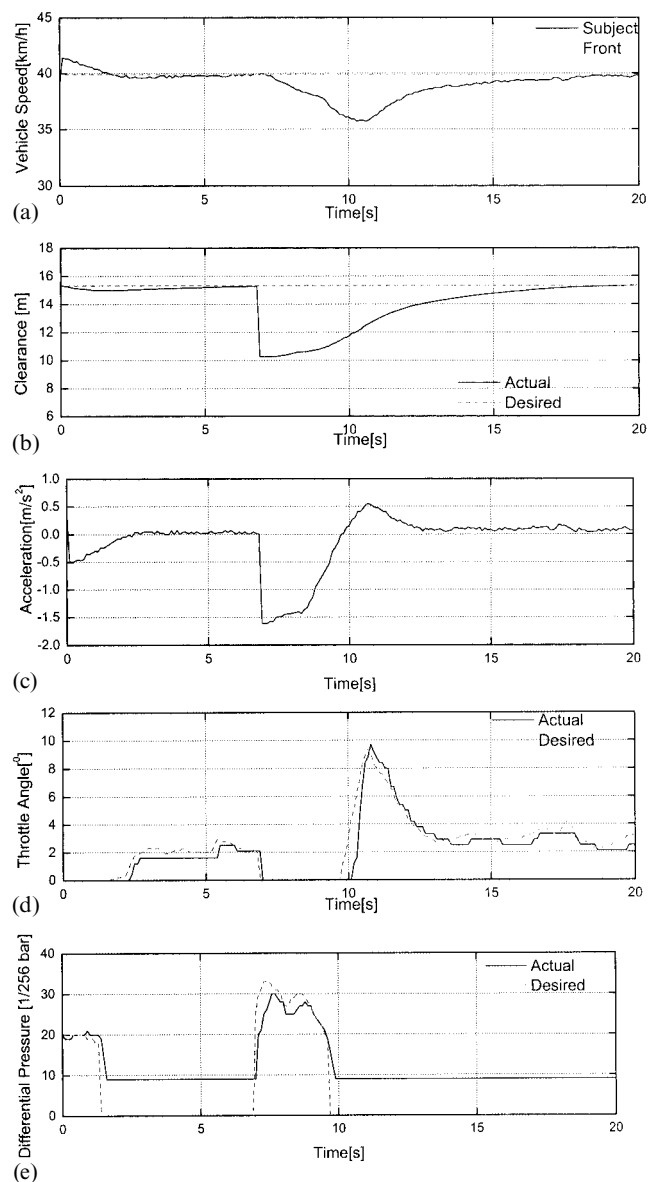 45
40
35
30
Vehicle Speed[km/h]
Subject
Front
0
5
10
15
20
Time[s]
(a)
18
16
14
12
10
8
6
Clearance [m]
Actual
Desired
0
5
10
15
20
Time[s]
(b)
1.0
0.5
0.0
-0.5
-1.0
-1.5
-2.0
Acceleration[m/s²]
0
5
10
15
20
Time[s]
(c)
12
10
8
6
4
2
0
Throttle Angle[⁰]
Actual
Desired
0
5
10
15
20
Time[s]
(d)
40
30
20
10
0
Differential Pressure [1/256 bar]
Actual
Desired
0
5
10
15
20
Time[s]
(e)